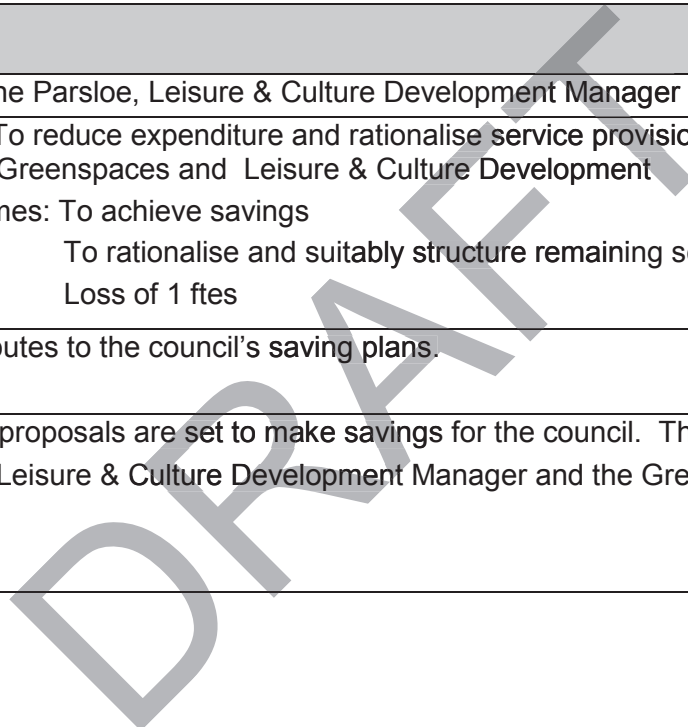 ne Parsloe, Leisure & Culture Development Manager
To reduce expenditure and rationalise service provisio
Greenspaces and Leisure & Culture Development
mes: To achieve savings
To rationalise and suitably structure remaining s
Loss of 1 ftes
outes to the council's saving plans.
proposals are set to make savings for the council. Th
Leisure & Culture Development Manager and the Gre
DRAFT